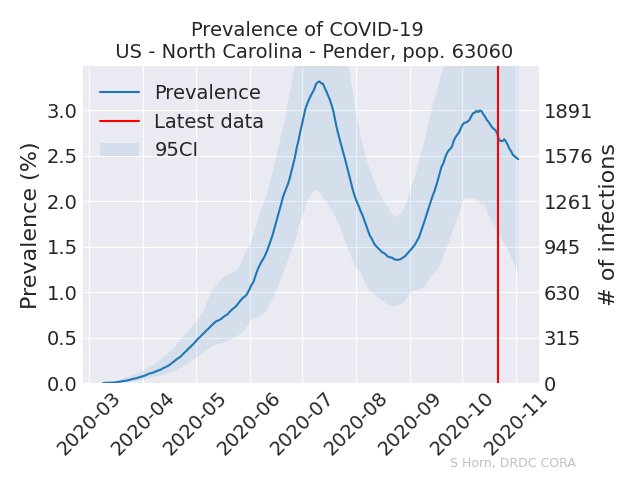 Prevalence of COVID-19
US - North Carolina - Pender, pop. 63060
Prevalence
Latest data
95CI
Prevalence (%)
3.0
2.5
2.0
1.5
1.0
0.5
0.0
1891
1576
1261
945
630
315
0
# of infections
2020-03
2020-04
2020-05
2020-06
2020-07
2020-08
2020-09
2020-10
2020-11
S Horn, DRDC CORA